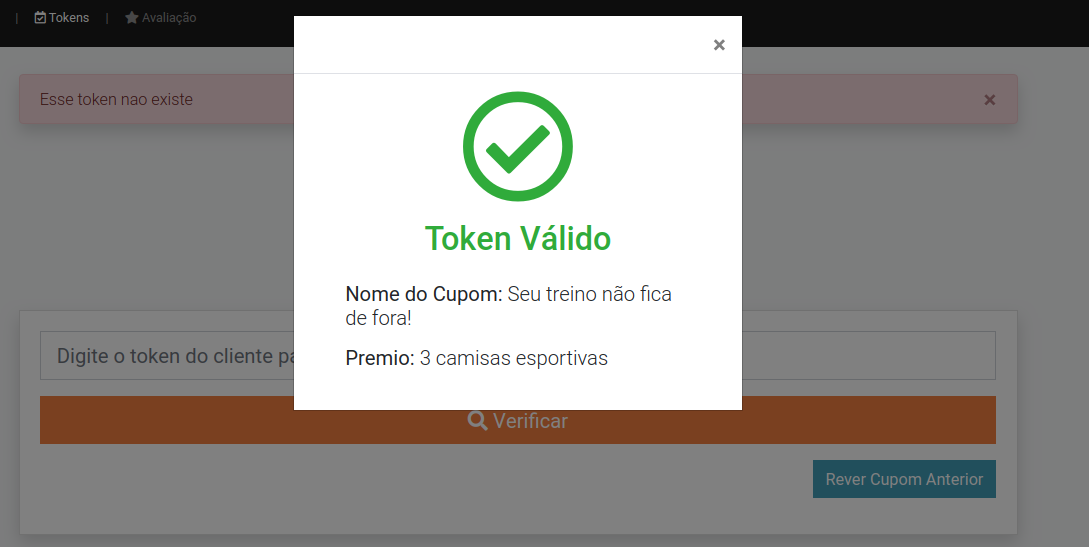 | Tokens | Avaliação
×
Esse token nao existe ×
Token Válido
Nome do Cupom: Seu treino não fica
de fora!
Premio: 3 camisas esportivas
Digite o token do cliente
Verificar
Rever Cupom Anterior